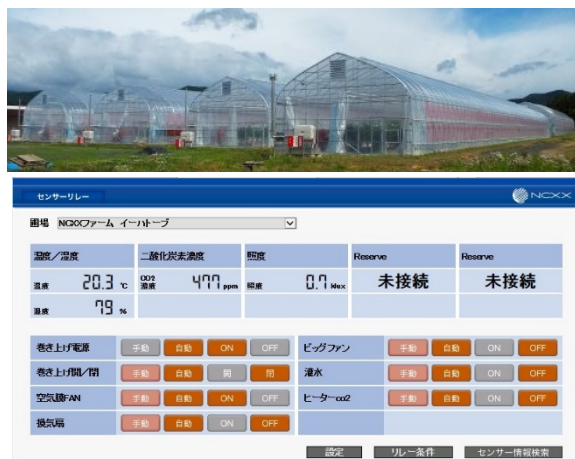 センサーリレー
NCXX
圃場 NCXXファーム イーハトーブ
温度／湿度 二酸化炭素濃度 照度 Reserve Reserve
温度 20.3 ℃ CO2濃度 477 ppm 照度 0.7 klux 未接続 未接続
湿度 79 %
巻き上げ電源 手動 自動 ON OFF ビッグファン 手動 自動 ON OFF
巻き上げ開/閉 手動 自動 開 閉 灌水 手動 自動 ON OFF
空気膜FAN 手動 自動 ON OFF ヒーターco2 手動 自動 ON OFF
換気扇 手動 自動 ON OFF
設定 リレー条件 センサー情報検索